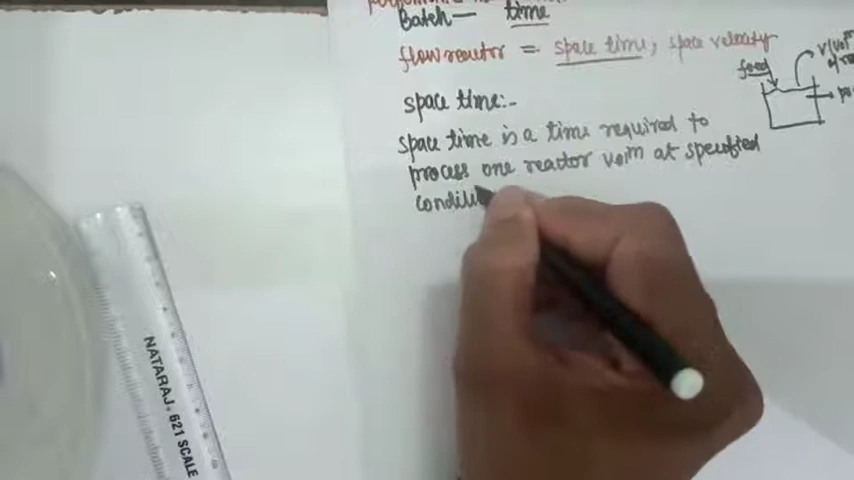 Batch — time
flow reactor = space time, space velocity
feed
space time:-
space time is a time required to
process one reactor volm at specified
NATARAJ 621 SCALE